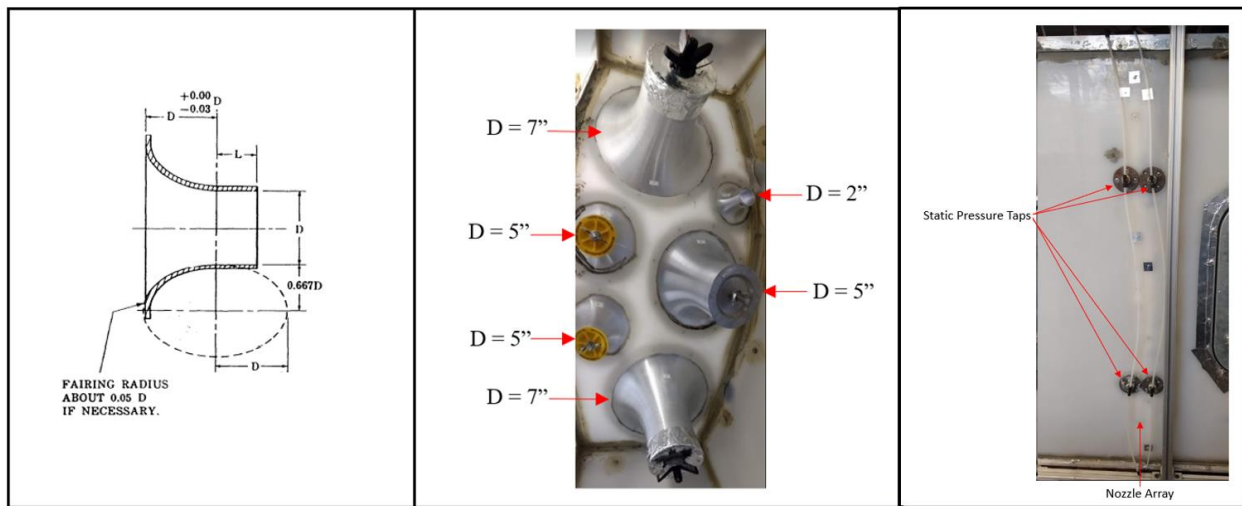 +0.00
-0.03 D
D
L
D
0.667D
D
FAIRING RADIUS
ABOUT 0.05 D
IF NECESSARY.
D = 7”
D = 2”
D = 5”
D = 5”
D = 5”
D = 7”
Static Pressure Taps
Nozzle Array